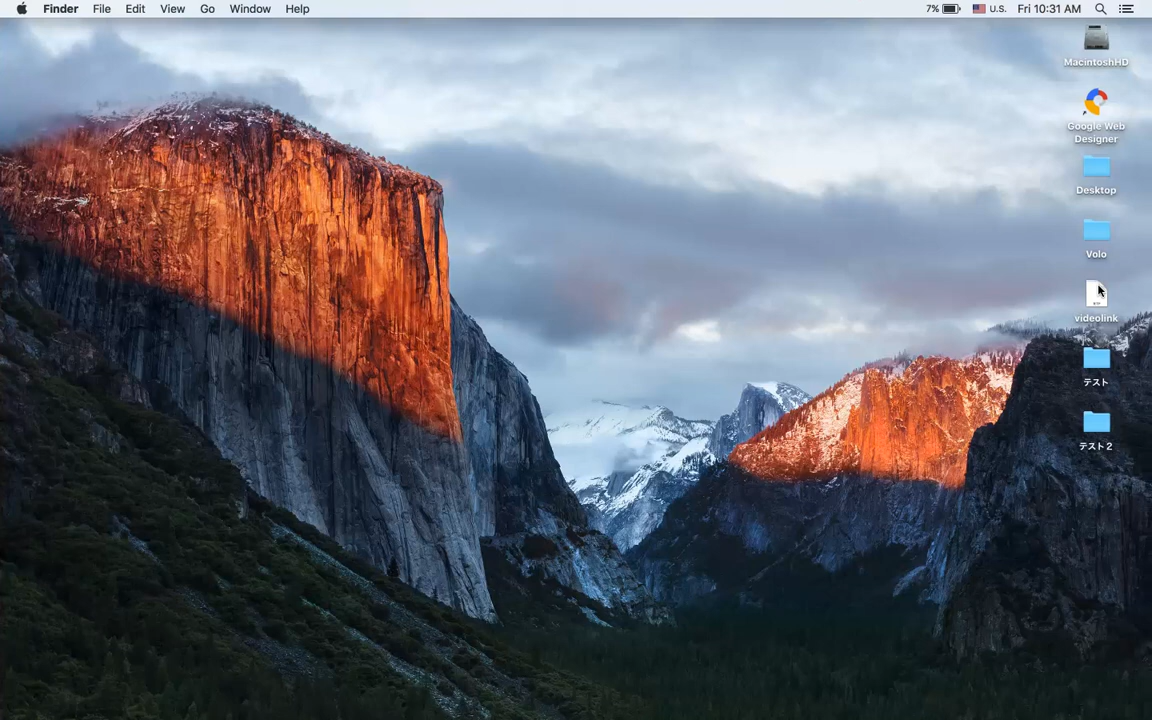 Finder File Edit View Go Window Help 7% U.S. Fri 10:31 AM
MacintoshHD
Google Web
Designer
Desktop
Volo
videolink
テスト
テスト2